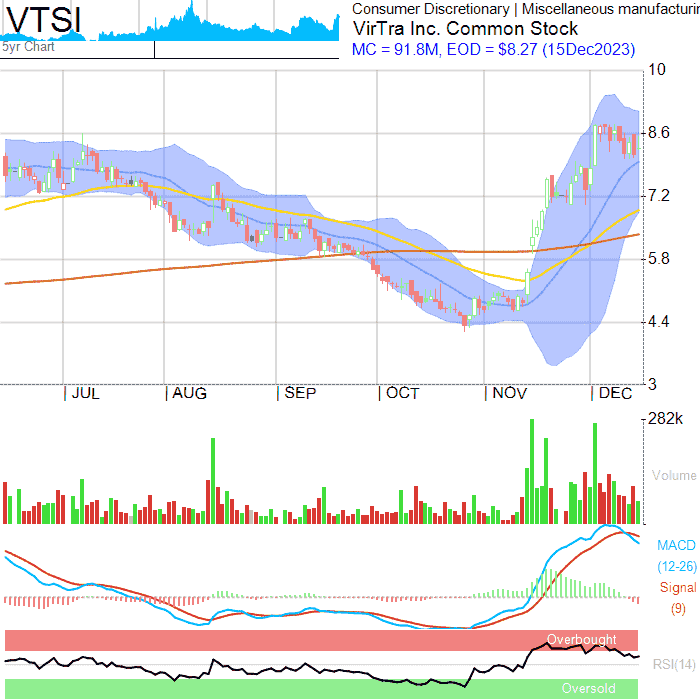 VTSI
5yr Chart
Consumer Discretionary | Miscellaneous manufacturin
VirTra Inc. Common Stock
MC = 91.8M, EOD = $8.27 (15Dec2023)
10
8.6
7.2
5.8
4.4
3
JUL AUG SEP OCT NOV DEC
282k
Volume
MACD
(12-26)
Signal
(9)
Overbought
RSI(14)
Oversold